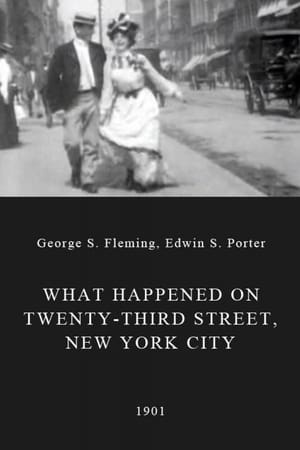 George S. Fleming, Edwin S. Porter
WHAT HAPPENED ON
TWENTY-THIRD STREET,
NEW YORK CITY
1901